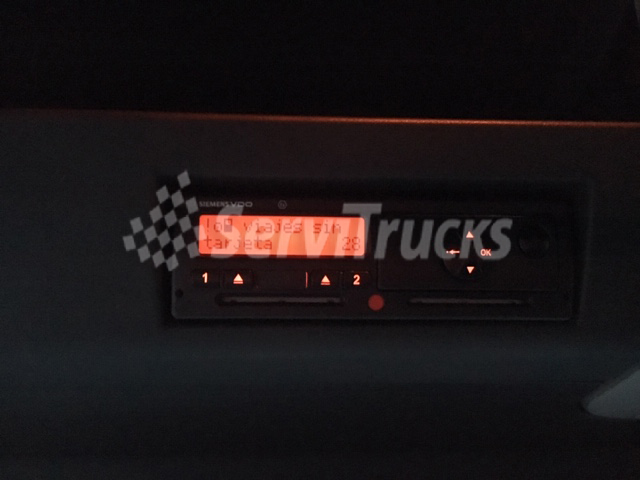 SIEMENS VDO
!o viajes sin
tarjeta 28
ServiTrucks
OK
1 2